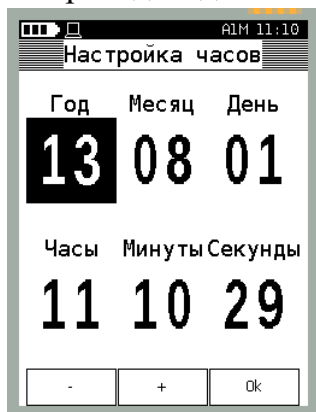 A1M 11:10
Настройка часов
Год Месяц День
13 08 01
Часы Минуты Секунды
11 10 29
- + Ok